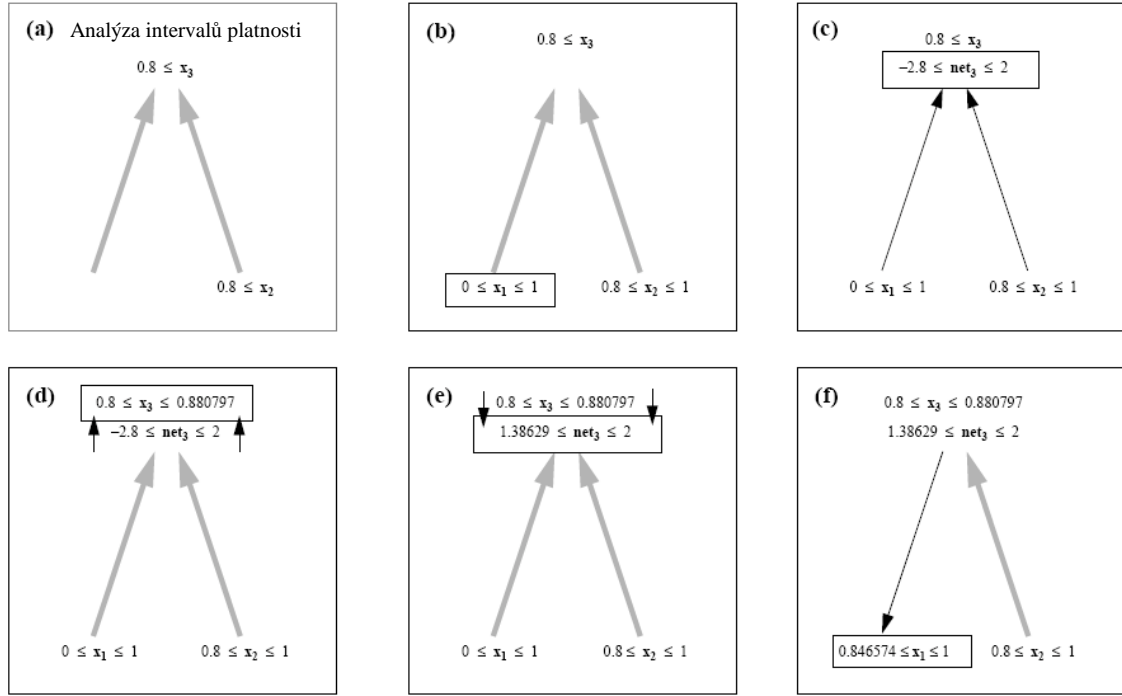 (a) Analýza intervalů platnosti
0.8 ≤ x₃
0.8 ≤ x₂
(b)
0.8 ≤ x₃
0 ≤ x₁ ≤ 1
0.8 ≤ x₂ ≤ 1
(c)
0.8 ≤ x₃
−2.8 ≤ net₃ ≤ 2
0 ≤ x₁ ≤ 1
0.8 ≤ x₂ ≤ 1
(d)
0.8 ≤ x₃ ≤ 0.880797
−2.8 ≤ net₃ ≤ 2
0 ≤ x₁ ≤ 1
0.8 ≤ x₂ ≤ 1
(e)
0.8 ≤ x₃ ≤ 0.880797
1.38629 ≤ net₃ ≤ 2
0 ≤ x₁ ≤ 1
0.8 ≤ x₂ ≤ 1
(f)
0.8 ≤ x₃ ≤ 0.880797
1.38629 ≤ net₃ ≤ 2
0.846574 ≤ x₁ ≤ 1
0.8 ≤ x₂ ≤ 1